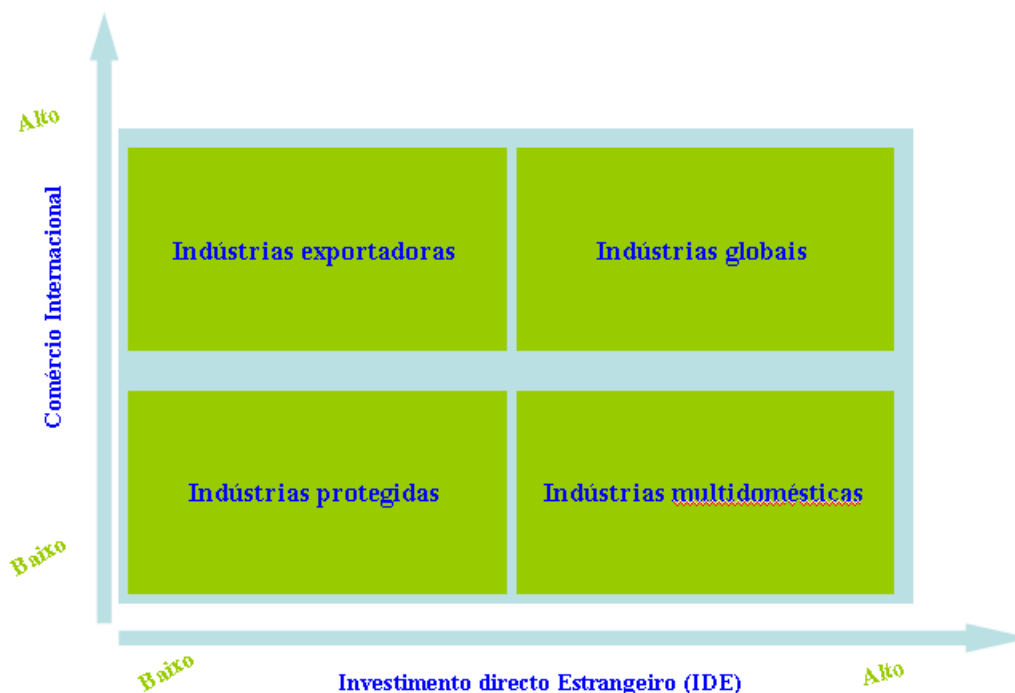 Alto
Comércio Internacional
Indústrias exportadoras
Indústrias globais
Indústrias protegidas
Indústrias multidomésticas
Baixo
Baixo
Investimento directo Estrangeiro (IDE)
Alto